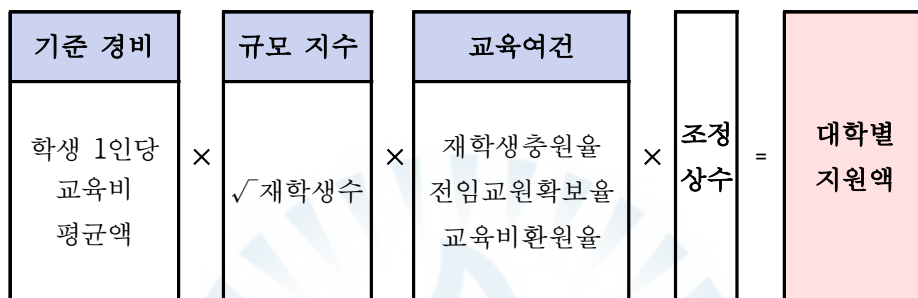 기준 경비
학생 1인당
교육비
평균액
×
규모 지수
√재학생수
×
교육여건
재학생충원율
전임교원확보율
교육비환원율
×
조정
상수
=
대학별
지원액